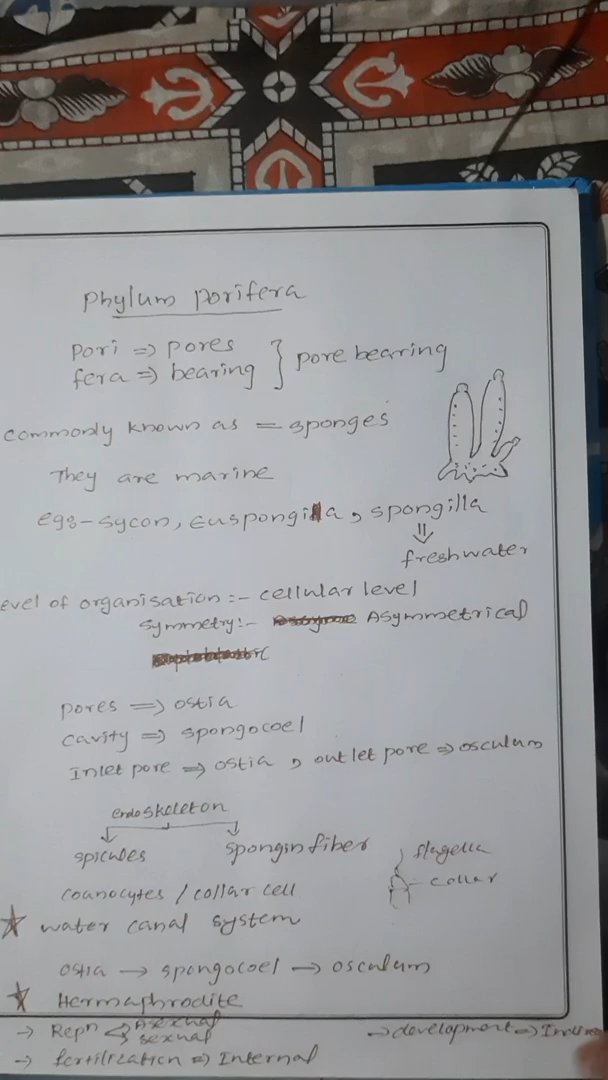 Phylum porifera
pori => pores
fera => bearing } pore bearing
commonly known as = sponges
They are marine
eg:- sycon, Euspongia, spongilla
⇓
freshwater
evel of organisation :- cellular level
symmetry:- Asymmetrical
pores => ostia
cavity => spongocoel
Inlet pore => ostia, outlet pore => osculum
endoskeleton
spicules spongin fiber
flagella
coanocytes / collar cell
collar
☆ water canal system
ostia → spongocoel → osculum
☆ Hermaphrodite
→ Repn Asexual
sexual
→ development => Indire
→ fertilization => Internal